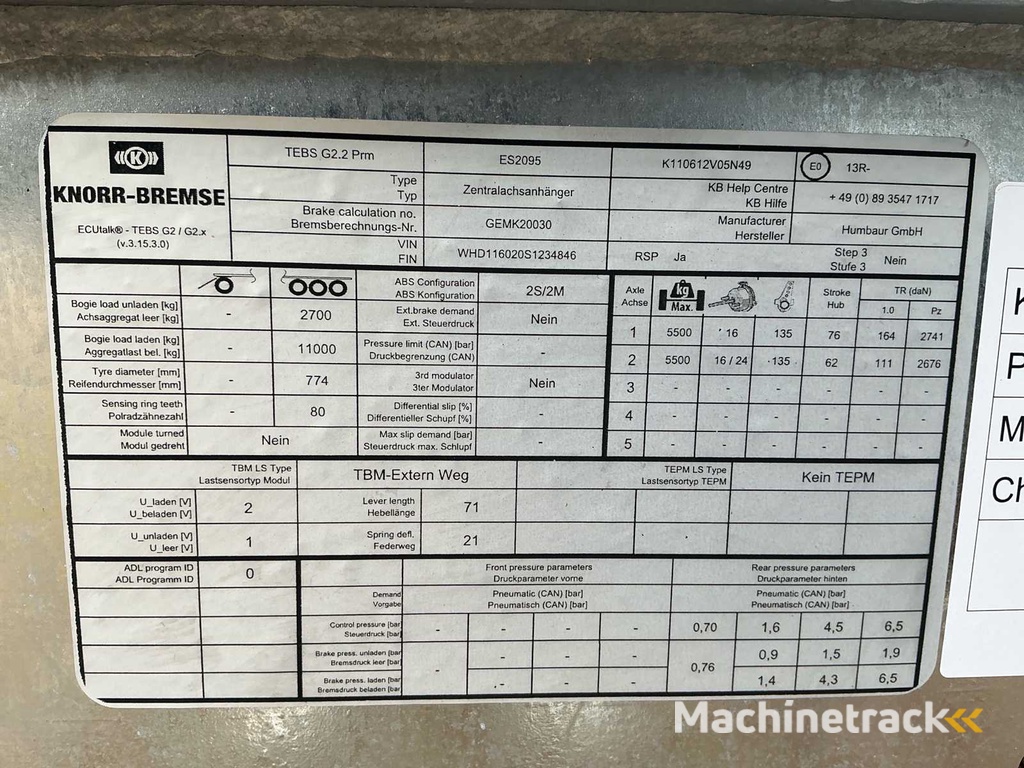 KNORR-BREMSE
ECUtalk® - TEBS G2 / G2.x
(v.3.15.3.0)
TEBS G2.2 Prm ES2095 K110612V05N49 E0 13R-
Type
Typ
Zentralachsanhänger
KB Help Centre
KB Hilfe
+ 49 (0) 89 3547 1717
Brake calculation no.
Bremsberechnungs-Nr.
GEMK20030
Manufacturer
Hersteller
Humbaur GmbH
VIN
FIN
WHD116020S1234846
RSP Ja
Step 3
Stufe 3
Nein
Bogie load unladen [kg]
Achsaggregat leer [kg]
- 2700
Bogie load laden [kg]
Aggregatlast bel. [kg]
- 11000
Tyre diameter [mm]
Reifendurchmesser [mm]
- 774
Sensing ring teeth
Polradzähnezahl
- 80
Module turned
Modul gedreht
Nein
ABS Configuration
ABS Konfiguration
2S/2M
Ext.brake demand
Ext. Steuerdruck
Nein
Pressure limit (CAN) [bar]
Druckbegrenzung (CAN)
-
3rd modulator
3ter Modulator
Nein
Differential slip [%]
Differentieller Schupf [%]
-
Max slip demand [bar]
Steuerdruck max. Schlupf
-
Axle
Achse
Kg
Max.
Stroke
Hub
TR (daN)
1.0 Pz
1 5500 16 135 76 164 2741
2 5500 16 / 24 135 62 111 2676
3 - - - - - -
4 - - - - - -
5 - - - - - -
TBM LS Type
Lastsensortyp Modul
TBM-Extern Weg
TEPM LS Type
Lastsensortyp TEPM
Kein TEPM
U_laden [V]
U_beladen [V]
2
Lever length
Hebellänge
71
U_unladen [V]
U_leer [V]
1
Spring defl.
Federweg
21
ADL program ID
ADL Programm ID
0
Front pressure parameters
Druckparameter vorne
Rear pressure parameters
Druckparameter hinten
Demand
Vorgabe
Pneumatic (CAN) [bar]
Pneumatisch (CAN) [bar]
Pneumatic (CAN) [bar]
Pneumatisch (CAN) [bar]
Control pressure [bar]
Steuerdruck [bar]
- - - - 0,70 1,6 4,5 6,5
Brake press. unladen [bar]
Bremsdruck leer [bar]
- - - - 0,76 0,9 1,5 1,9
Brake press. laden [bar]
Bremsdruck beladen [bar]
- - - 1,4 4,3 6,5
K
P
M
Ch
Machinetrack